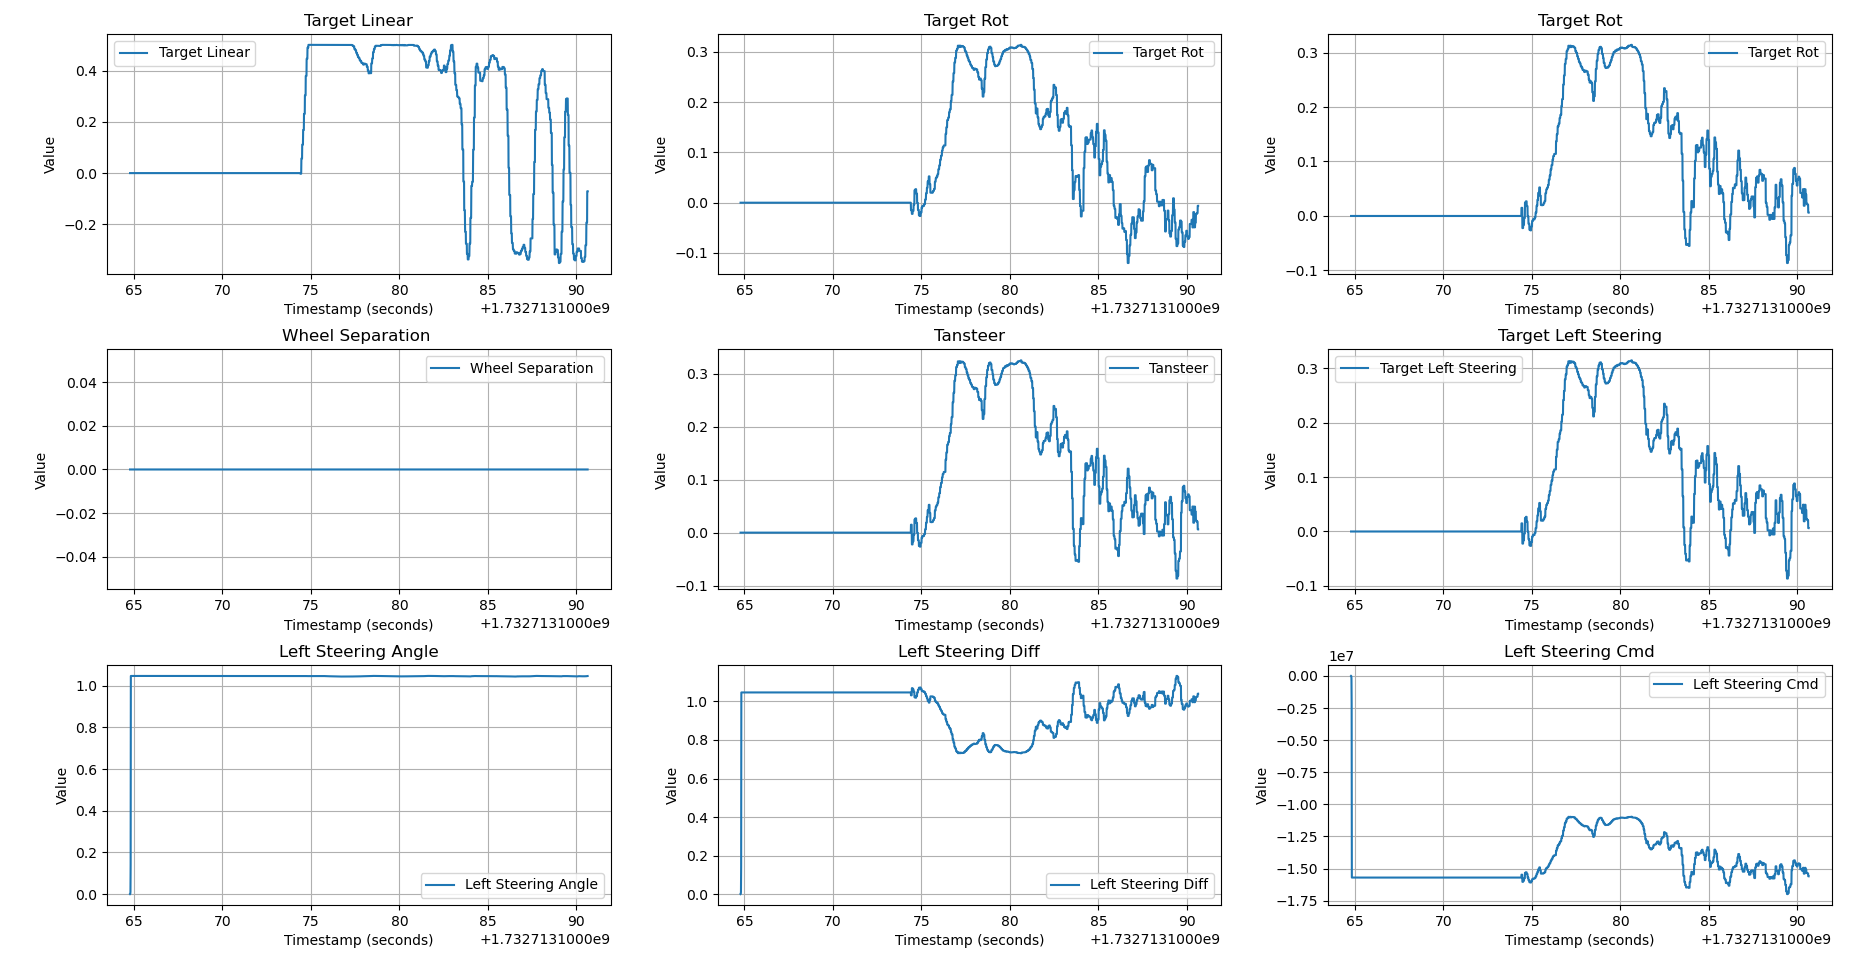 Target Linear
Target Rot
Target Rot
Target Linear
Target Rot
Target Rot
Value
0.4
0.2
0.0
−0.2
Value
0.3
0.2
0.1
0.0
−0.1
Value
0.3
0.2
0.1
0.0
−0.1
65 70 75 80 85 90
65 70 75 80 85 90
65 70 75 80 85 90
Timestamp (seconds) +1.7327131000e9
Timestamp (seconds) +1.7327131000e9
Timestamp (seconds) +1.7327131000e9
Wheel Separation
Tansteer
Target Left Steering
Wheel Separation
Tansteer
Target Left Steering
Value
0.04
0.02
0.00
−0.02
−0.04
Value
0.3
0.2
0.1
0.0
−0.1
Value
0.3
0.2
0.1
0.0
−0.1
65 70 75 80 85 90
65 70 75 80 85 90
65 70 75 80 85 90
Timestamp (seconds) +1.7327131000e9
Timestamp (seconds) +1.7327131000e9
Timestamp (seconds) +1.7327131000e9
Left Steering Angle
Left Steering Diff
1e7
Left Steering Cmd
Left Steering Cmd
Value
1.0
0.8
0.6
0.4
0.2
0.0
Value
1.0
0.8
0.6
0.4
0.2
0.0
Value
0.00
−0.25
−0.50
−0.75
−1.00
−1.25
−1.50
−1.75
Left Steering Angle
Left Steering Diff
65 70 75 80 85 90
65 70 75 80 85 90
65 70 75 80 85 90
Timestamp (seconds) +1.7327131000e9
Timestamp (seconds) +1.7327131000e9
Timestamp (seconds) +1.7327131000e9